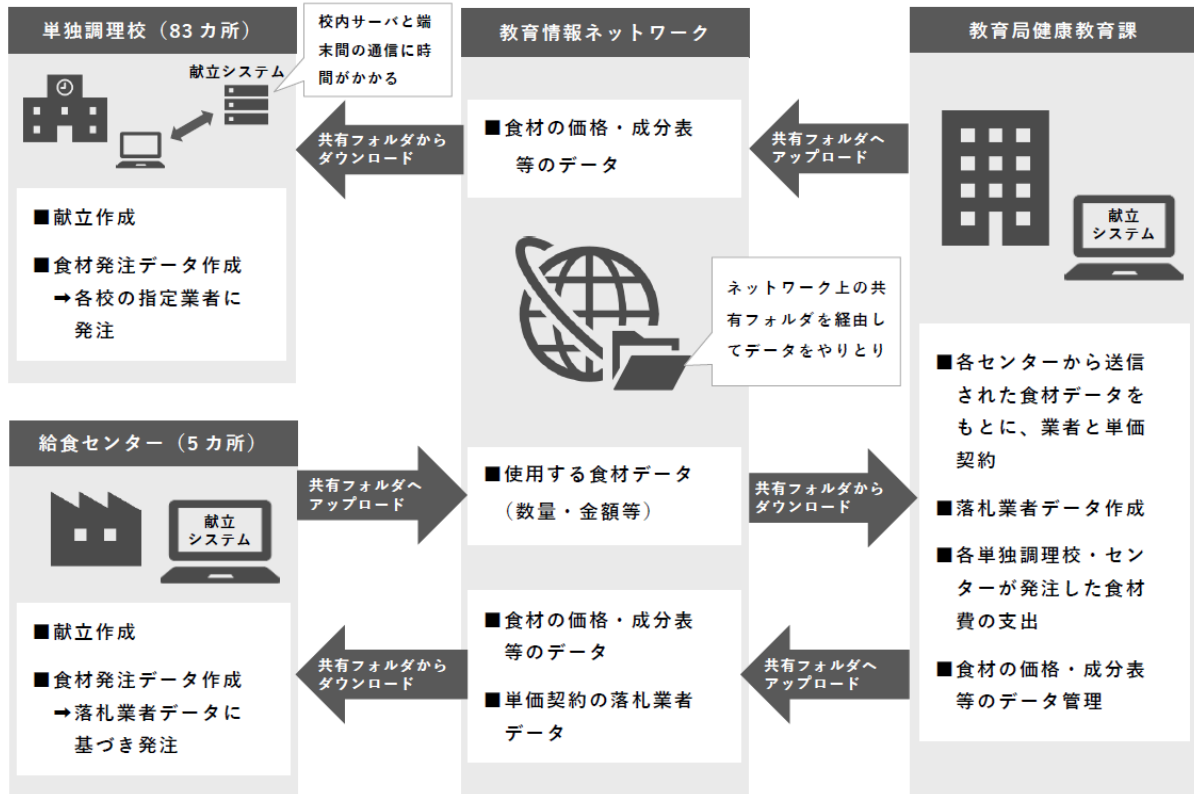 単独調理校（83カ所）
校内サーバと端
末間の通信に時
間がかかる
献立システム
■献立作成
■食材発注データ作成
➡各校の指定業者に
発注
共有フォルダから
ダウンロード
教育情報ネットワーク
■食材の価格・成分表
等のデータ
共有フォルダへ
アップロード
教育局健康教育課
献立
システム
ネットワーク上の共
有フォルダを経由し
てデータをやりとり
■各センターから送信
された食材データを
もとに、業者と単価
契約
■落札業者データ作成
■各単独調理校・セン
ターが発注した食材
費の支出
■食材の価格・成分表
等のデータ管理
給食センター（5カ所）
献立
システム
■献立作成
■食材発注データ作成
➡落札業者データに
基づき発注
共有フォルダへ
アップロード
■使用する食材データ
（数量・金額等）
共有フォルダから
ダウンロード
共有フォルダから
ダウンロード
■食材の価格・成分表
等のデータ
■単価契約の落札業者
データ
共有フォルダへ
アップロード